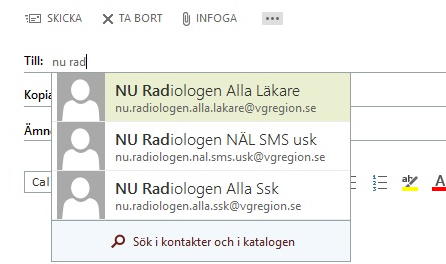 SKICKA TA BORT INFOGA •••
Till: nu rad
NU Radiologen Alla Läkare
nu.radiologen.alla.lakare@vgregion.se
Kopia
NU Radiologen NÄL SMS usk
nu.radiologen.nal.sms.usk@vgregion.se
Ämn
NU Radiologen Alla Ssk
nu.radiologen.alla.ssk@vgregion.se
Cal
ab A
Sök i kontakter och i katalogen